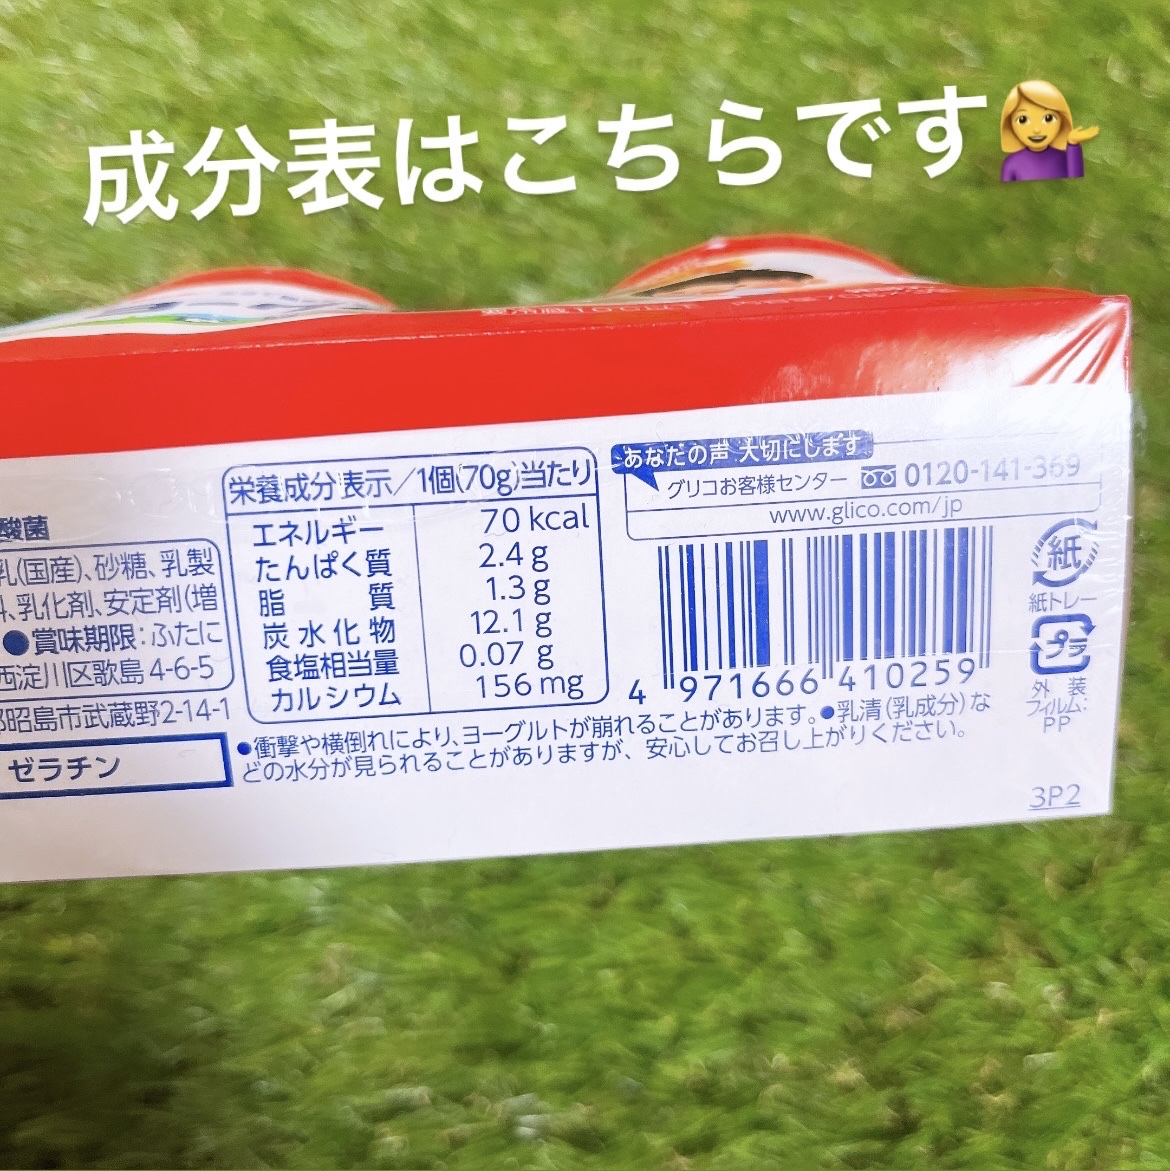 成分表はこちらです
栄養成分表示/1個(70g)当たり
エネルギー 70 kcal
たんぱく質 2.4 g
脂質 1.3 g
炭水化物 12.1 g
食塩相当量 0.07 g
カルシウム 156 mg
酸菌
乳(国産)、砂糖、乳製
、乳化剤、安定剤(増
●賞味期限:ふたに
西淀川区歌島4-6-5
昭島市武蔵野2-14-1
ゼラチン
●衝撃や横倒れにより、ヨーグルトが崩れることがあります。●乳清(乳成分)な
どの水分が見られることがありますが、安心してお召し上がりください。
あなたの声 大切にします
グリコお客様センター 0120-141-369
www.glico.com/jp
4 971666 410259
紙
紙トレー
プラ
外装
フィルム:
PP
3P2